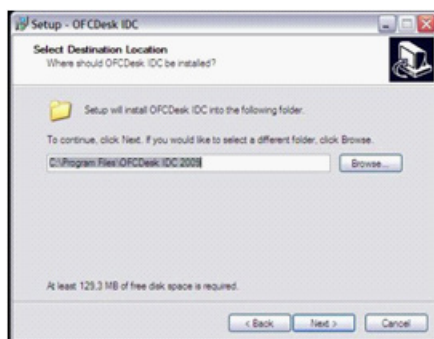 Setup - OFCDesk IDC
Select Destination Location
Where should OFCDesk IDC be installed?
Setup will install OFCDesk IDC into the following folder.
To continue, click Next. If you would like to select a different folder, click Browse.
C:\Program Files\OFCDesk IDC 2009
Browse...
At least 129.3 MB of free disk space is required.
< Back
Next >
Cancel